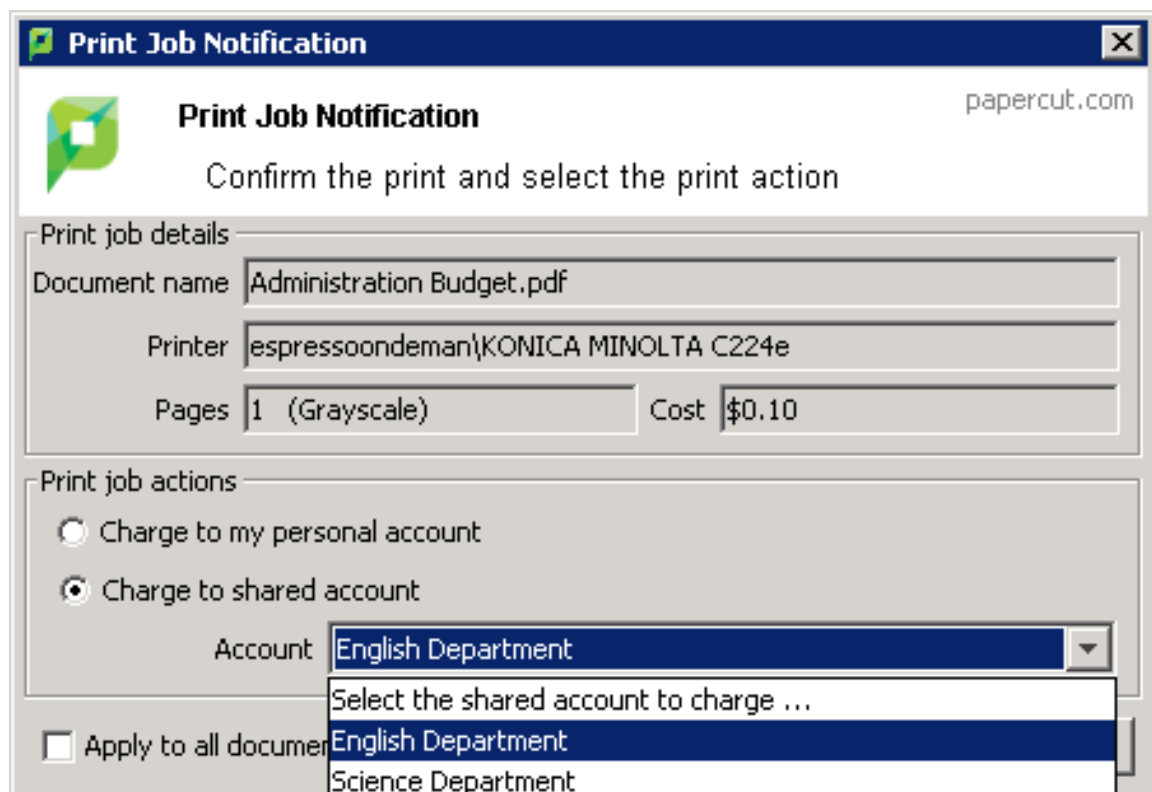 Print Job Notification
Print Job Notification
papercut.com
Confirm the print and select the print action
Print job details
Document name Administration Budget.pdf
Printer espressoondeman\KONICA MINOLTA C224e
Pages 1 (Grayscale) Cost $0.10
Print job actions
Charge to my personal account
Charge to shared account
Account English Department
Select the shared account to charge ...
Apply to all documen English Department
Science Department